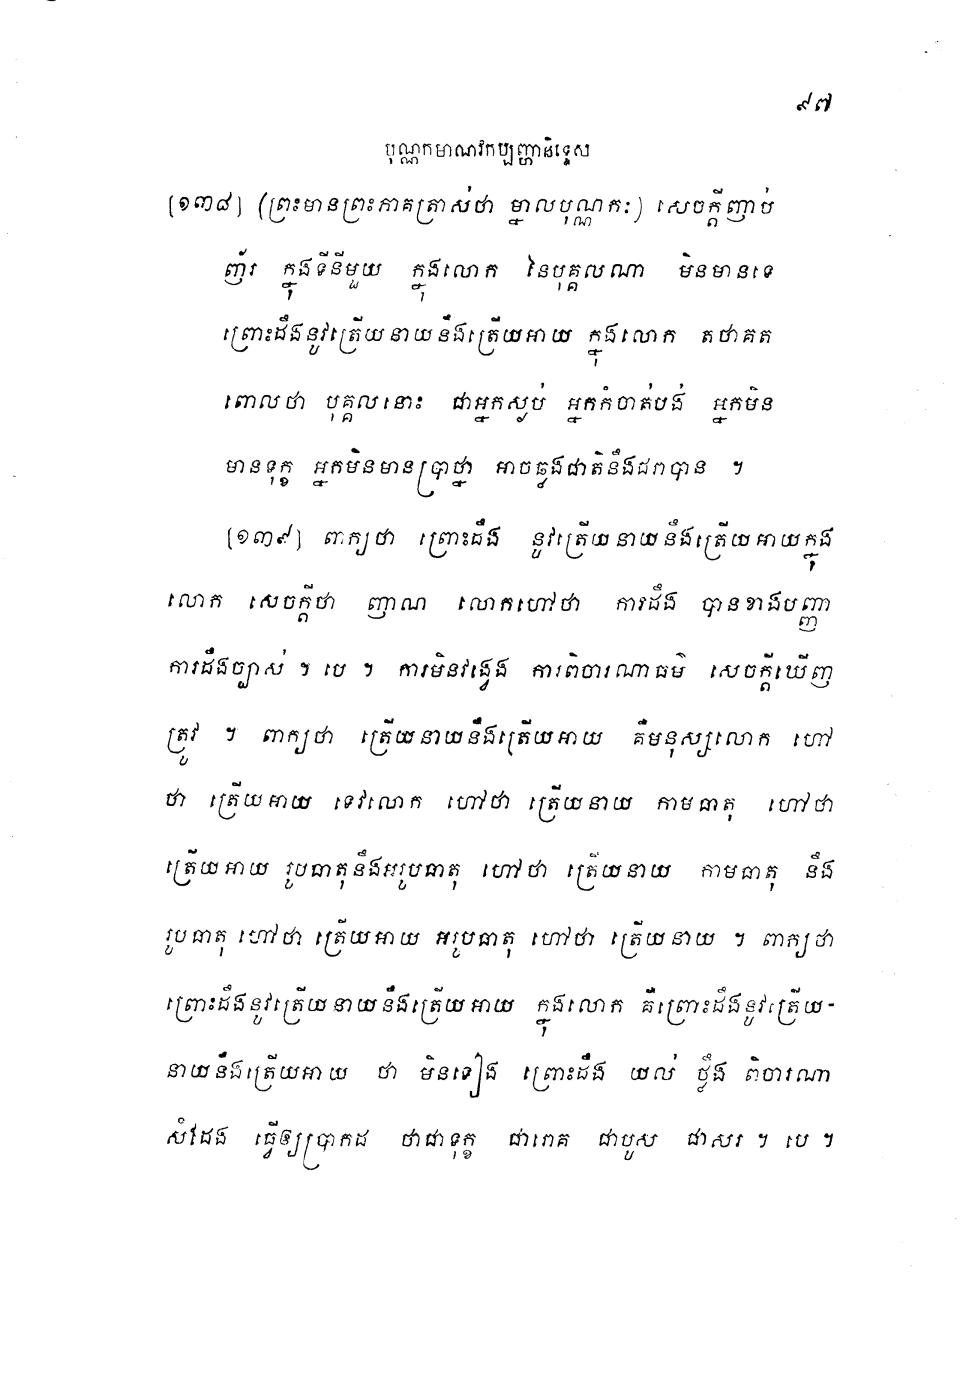 ៩៧
បុណ្ណកមាណវកប្បញ្ហានិទ្ទេស
[១៣៨] (ព្រះមានព្រះភាគត្រាស់ថា ម្នាលបុណ្ណកៈ) សេចក្តីញាប់
ញ័រ ក្នុងទីនីមួយ ក្នុងលោក នៃបុគ្គលណា មិនមានទេ
ព្រោះដឹងនូវត្រើយនាយនឹងត្រើយអាយ ក្នុងលោក តថាគត
ពោលថា បុគ្គលនោះ ជាអ្នកស្ងប់ អ្នកកំចាត់បង់ អ្នកមិន
មានទុក្ខ អ្នកមិនមានប្រាថ្នា អាចឆ្លងជាតិនឹងជរាបាន ។
[១៣៩] ពាក្យថា ព្រោះដឹង នូវត្រើយនាយនឹងត្រើយអាយក្នុង
លោក សេចក្តីថា ញាណ លោកហៅថា ការដឹង បានខាងបញ្ញា
ការដឹងច្បាស់ ។ បេ ។ ការមិនវង្វេង ការពិចារណាធម៌ សេចក្តីឃើញ
ត្រូវ ។ ពាក្យថា ត្រើយនាយនឹងត្រើយអាយ គឺមនុស្សលោក ហៅ
ថា ត្រើយអាយ ទេវលោក ហៅថា ត្រើយនាយ កាមធាតុ ហៅថា
ត្រើយអាយ រូបធាតុនឹងអរូបធាតុ ហៅថា ត្រើយនាយ កាមធាតុ នឹង
រូបធាតុ ហៅថា ត្រើយអាយ អរូបធាតុ ហៅថា ត្រើយនាយ ។ ពាក្យថា
ព្រោះដឹងនូវត្រើយនាយនឹងត្រើយអាយ ក្នុងលោក គឺព្រោះដឹងនូវត្រើយ-
នាយនឹងត្រើយអាយ ថា មិនទៀង ព្រោះដឹង យល់ ថ្លឹង ពិចារណា
សំដែង ធ្វើឲ្យប្រាកដ ថាជាទុក្ខ ជារោគ ជាបូស ជាសរ ។ បេ ។